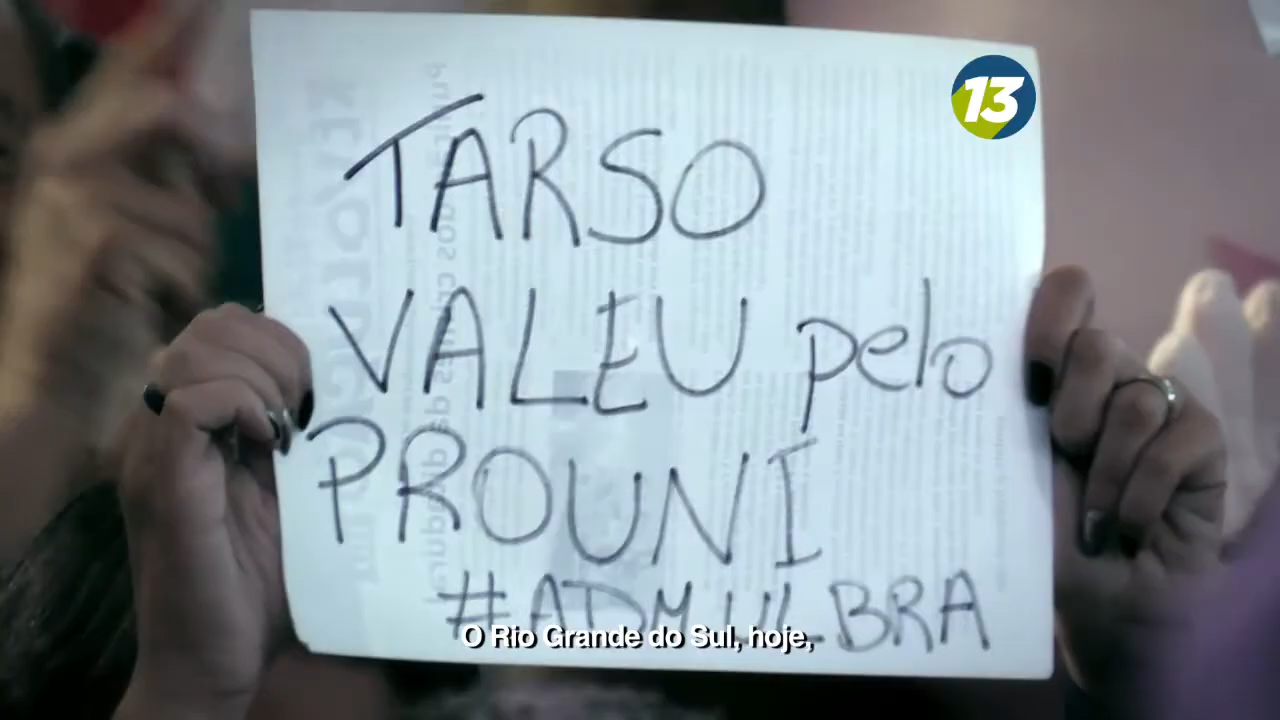 13
TARSO
VALEU pelo
PROUNI
#ADMULBRA
O Rio Grande do Sul, hoje,